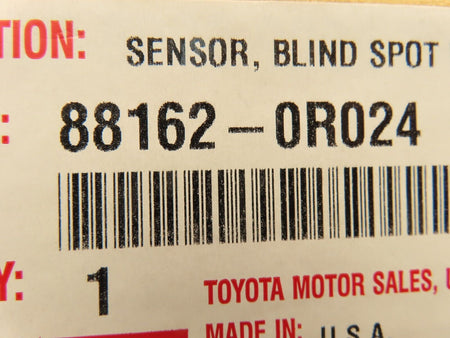 TION: SENSOR, BLIND SPOT
: 88162-0R024
Y: 1
TOYOTA MOTOR SALES, U
MADE IN: U.S.A